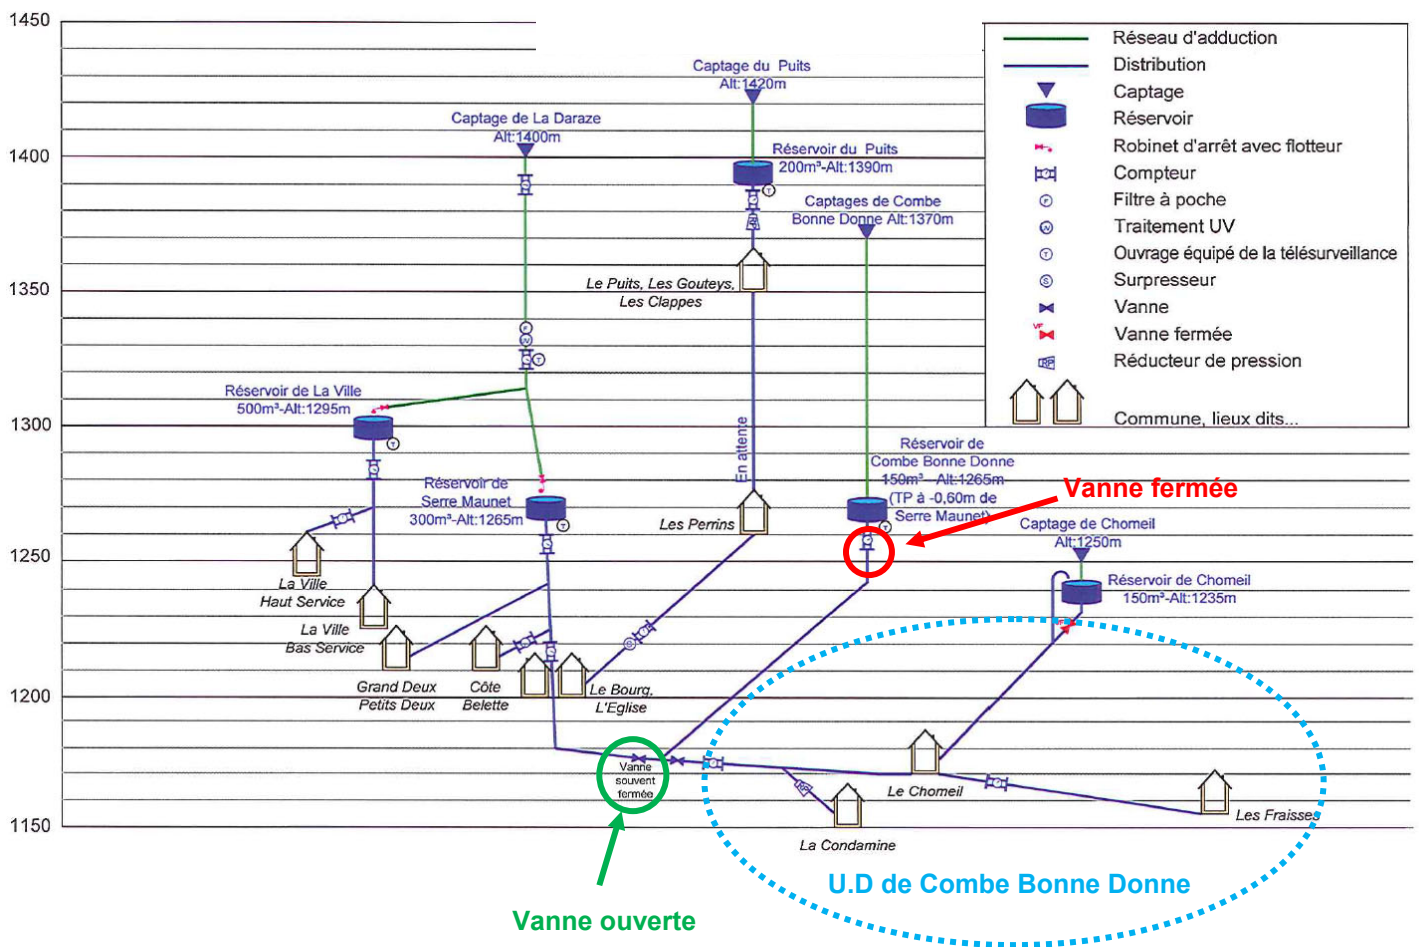 1450
1400
1350
1300
1250
1200
1150
Captage du Puits
Alt:1420m
Captage de La Daraze
Alt:1400m
Réservoir du Puits
200m³-Alt:1390m
T
RP
Captages de Combe
Bonne Donne Alt:1370m
Le Puits, Les Gouteys,
Les Clappes
F
UV
T
Réservoir de La Ville
500m³-Alt:1295m
T
En attente
Réservoir de
Serre Maunet
300m³-Alt:1265m
T
Les Perrins
Réservoir de
Combe Bonne Donne
150m³ -Alt:1265m
(TP à -0,60m de
Serre Maunet)
T
Vanne fermée
Captage de Chomeil
Alt:1250m
Réservoir de Chomeil
150m³-Alt:1235m
VF
La Ville
Haut Service
La Ville
Bas Service
Grand Deux
Petits Deux
Côte
Belette
S
Le Bourg,
L'Eglise
Vanne
souvent
fermée
RP
Le Chomeil
La Condamine
Les Fraisses
U.D de Combe Bonne Donne
Vanne ouverte
Réseau d'adduction
Distribution
Captage
Réservoir
Robinet d'arrêt avec flotteur
Compteur
F Filtre à poche
UV Traitement UV
T Ouvrage équipé de la télésurveillance
S Surpresseur
Vanne
VF Vanne fermée
RP Réducteur de pression
Commune, lieux dits...